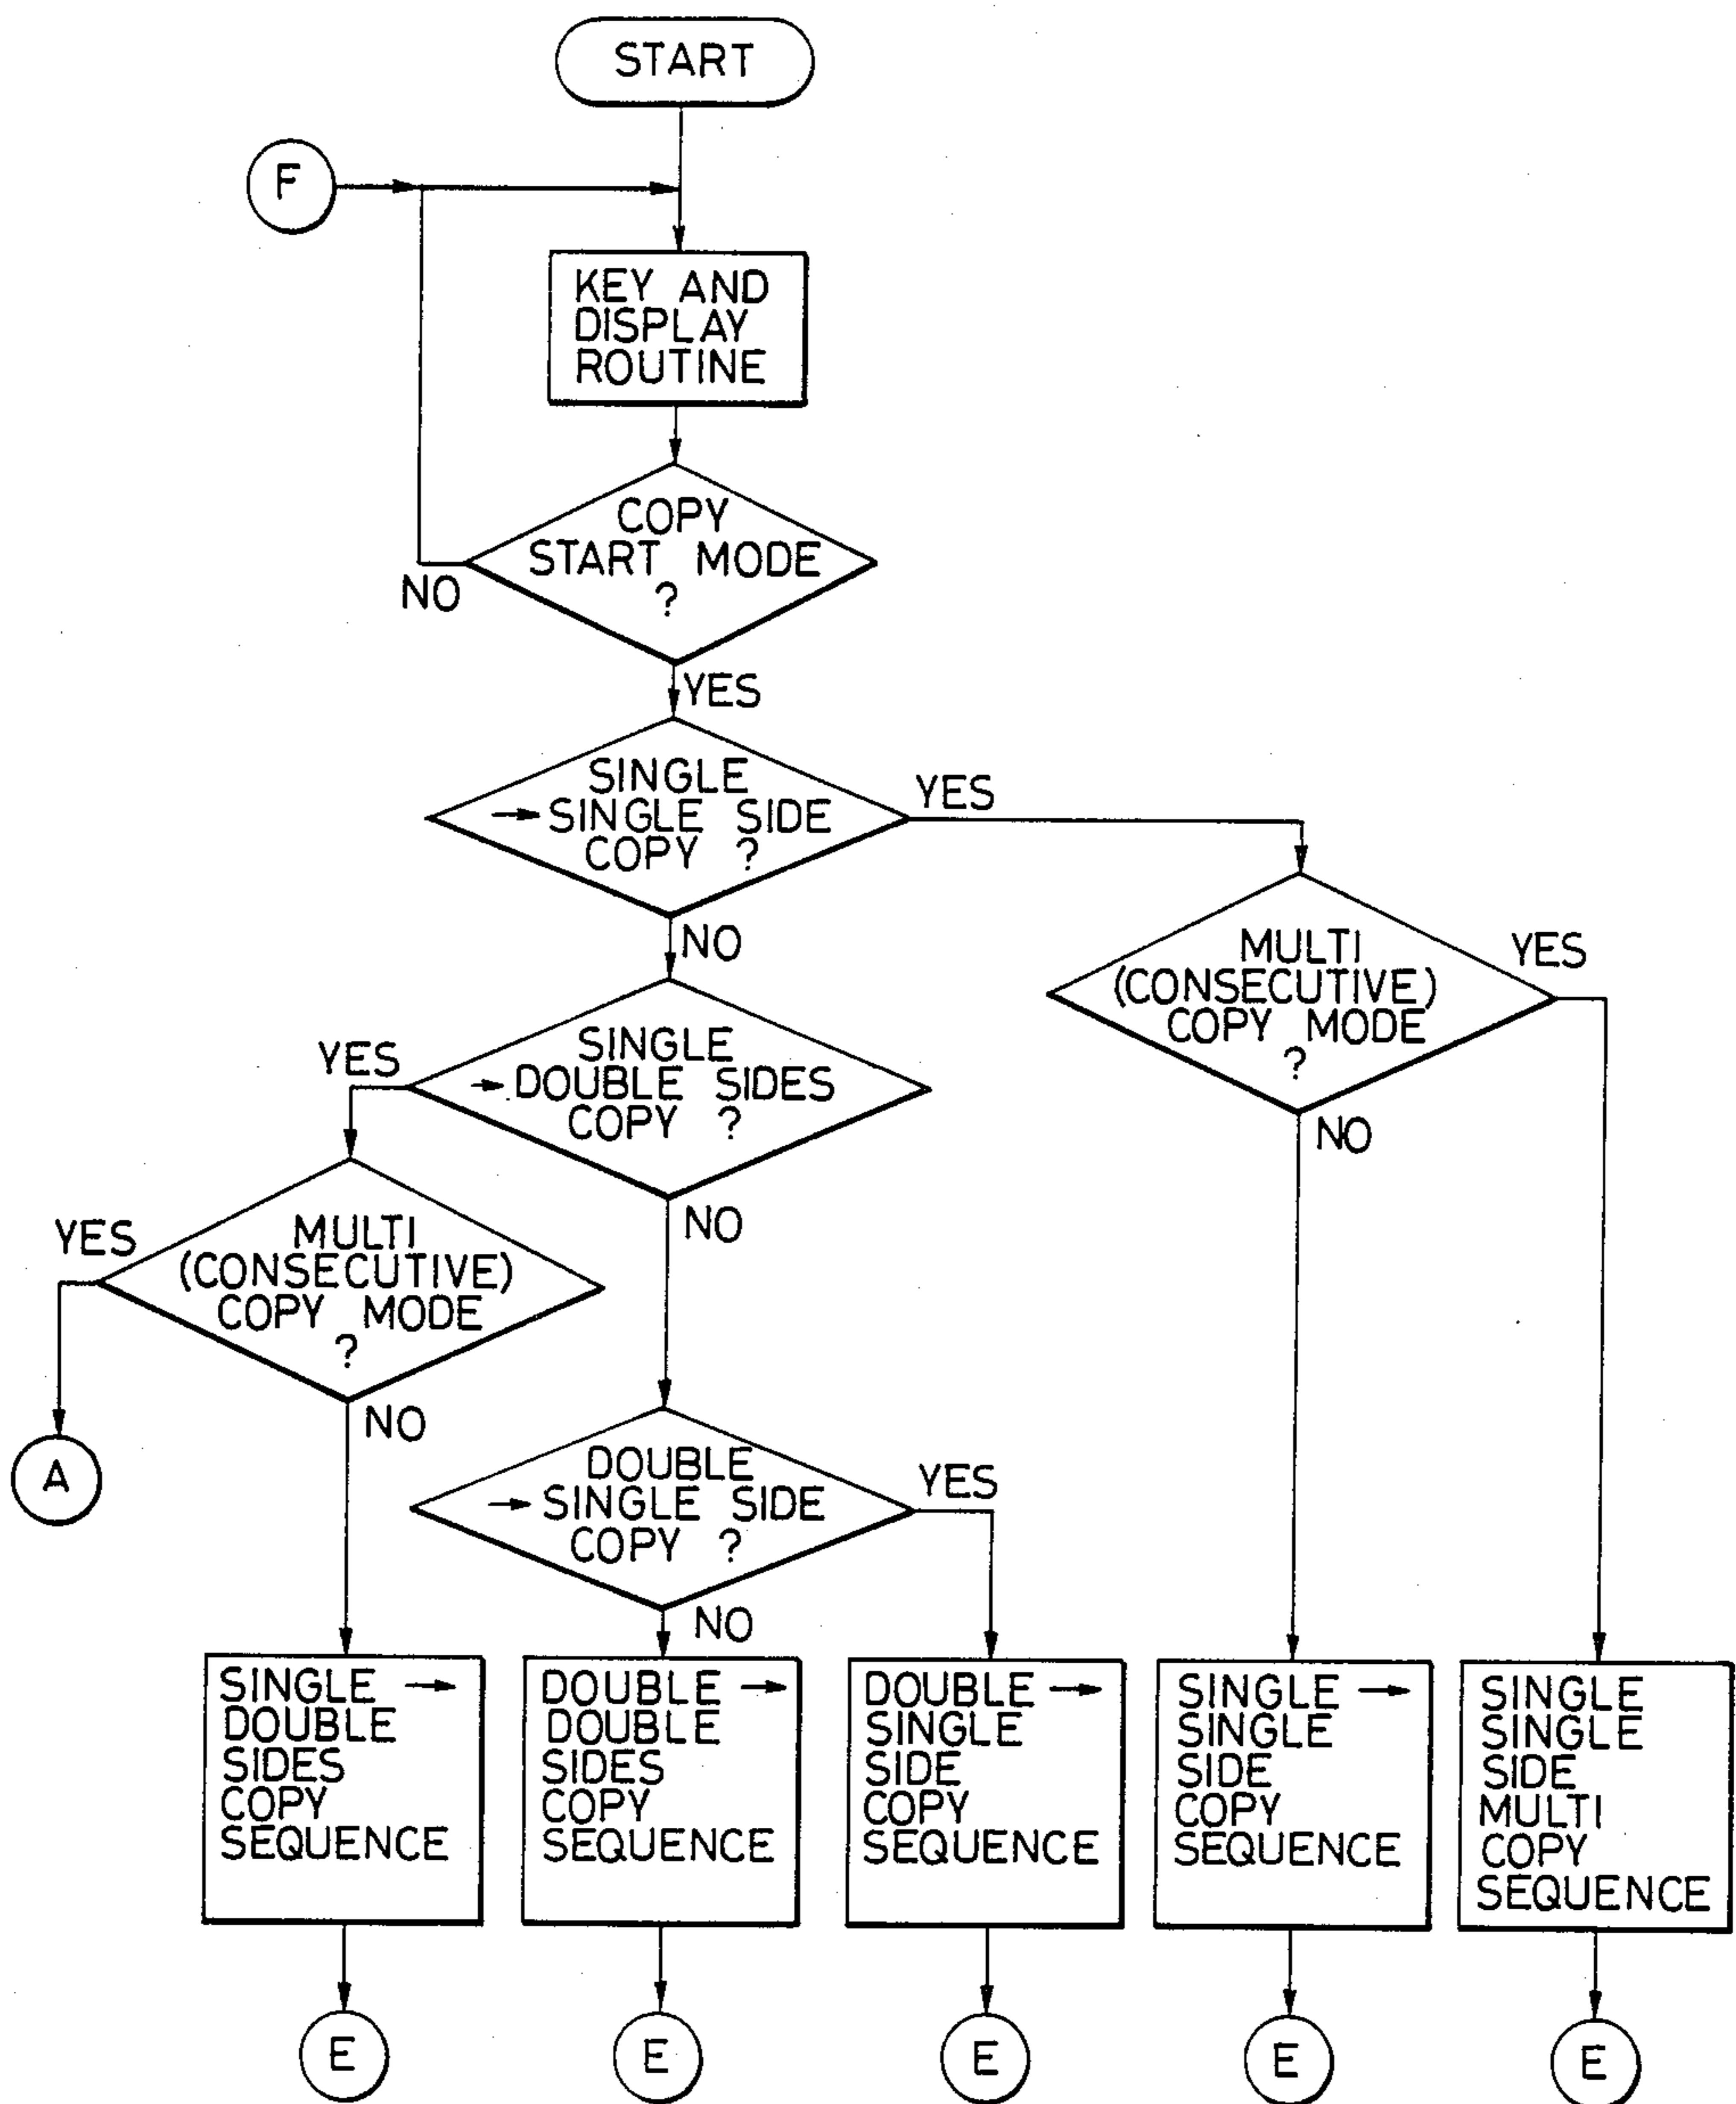 START
F
KEY AND
DISPLAY
ROUTINE
COPY
START MODE
?
NO
YES
SINGLE
→ SINGLE SIDE
COPY ?
YES
NO
MULTI
(CONSECUTIVE)
COPY MODE
?
YES
NO
SINGLE
→ DOUBLE SIDES
COPY ?
YES
NO
MULTI
(CONSECUTIVE)
COPY MODE
?
YES
NO
A
DOUBLE
→ SINGLE SIDE
COPY ?
YES
NO
SINGLE →
DOUBLE
SIDES
COPY
SEQUENCE
DOUBLE →
DOUBLE
SIDES
COPY
SEQUENCE
DOUBLE →
SINGLE
SIDE
COPY
SEQUENCE
SINGLE →
SINGLE
SIDE
COPY
SEQUENCE
SINGLE
SINGLE
SIDE
MULTI
COPY
SEQUENCE
E
E
E
E
E